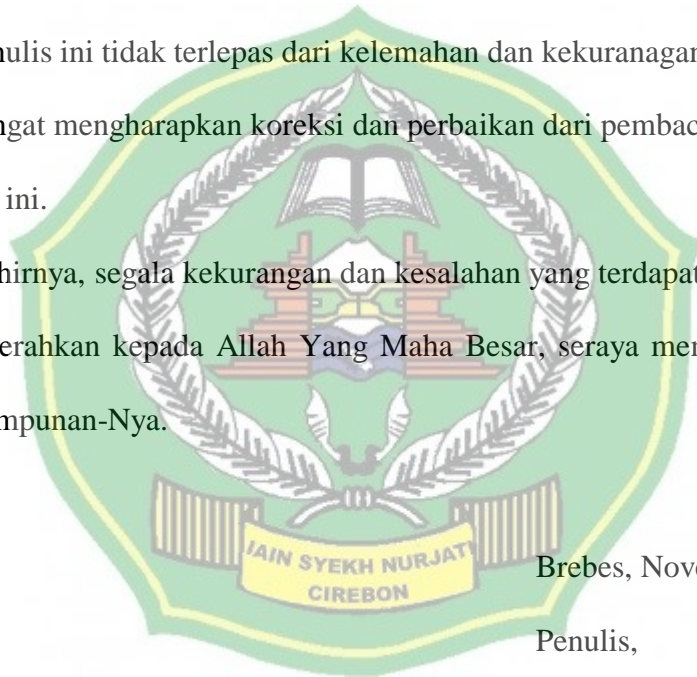 nulis ini tidak terlepas dari kelemahan dan kekuranagan
ngat mengharapkan koreksi dan perbaikan dari pembac
ini.
hirnya, segala kekurangan dan kesalahan yang terdapat
erahkan kepada Allah Yang Maha Besar, seraya me
mpunan-Nya.
IAIN SYEKH NURJATI
CIREBON
Brebes, Nov
Penulis,